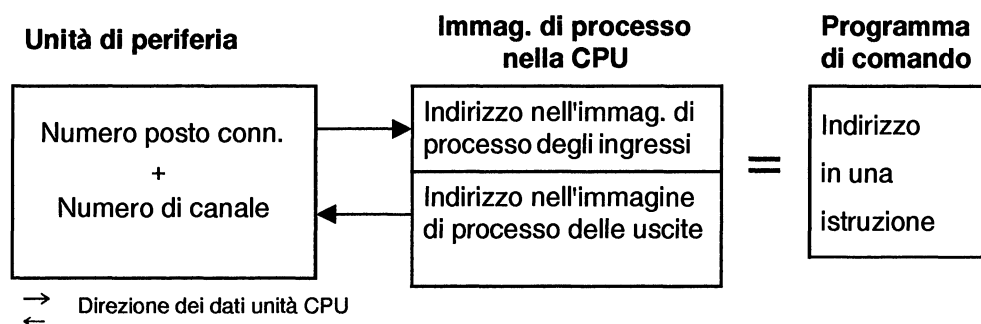 Unità di periferia
Immag. di processo
nella CPU
Programma
di comando
Numero posto conn.
+
Numero di canale
Indirizzo nell'immag. di
processo degli ingressi
Indirizzo nell'immagine
di processo delle uscite
=
Indirizzo
in una
istruzione
→ Direzione dei dati unità CPU
←